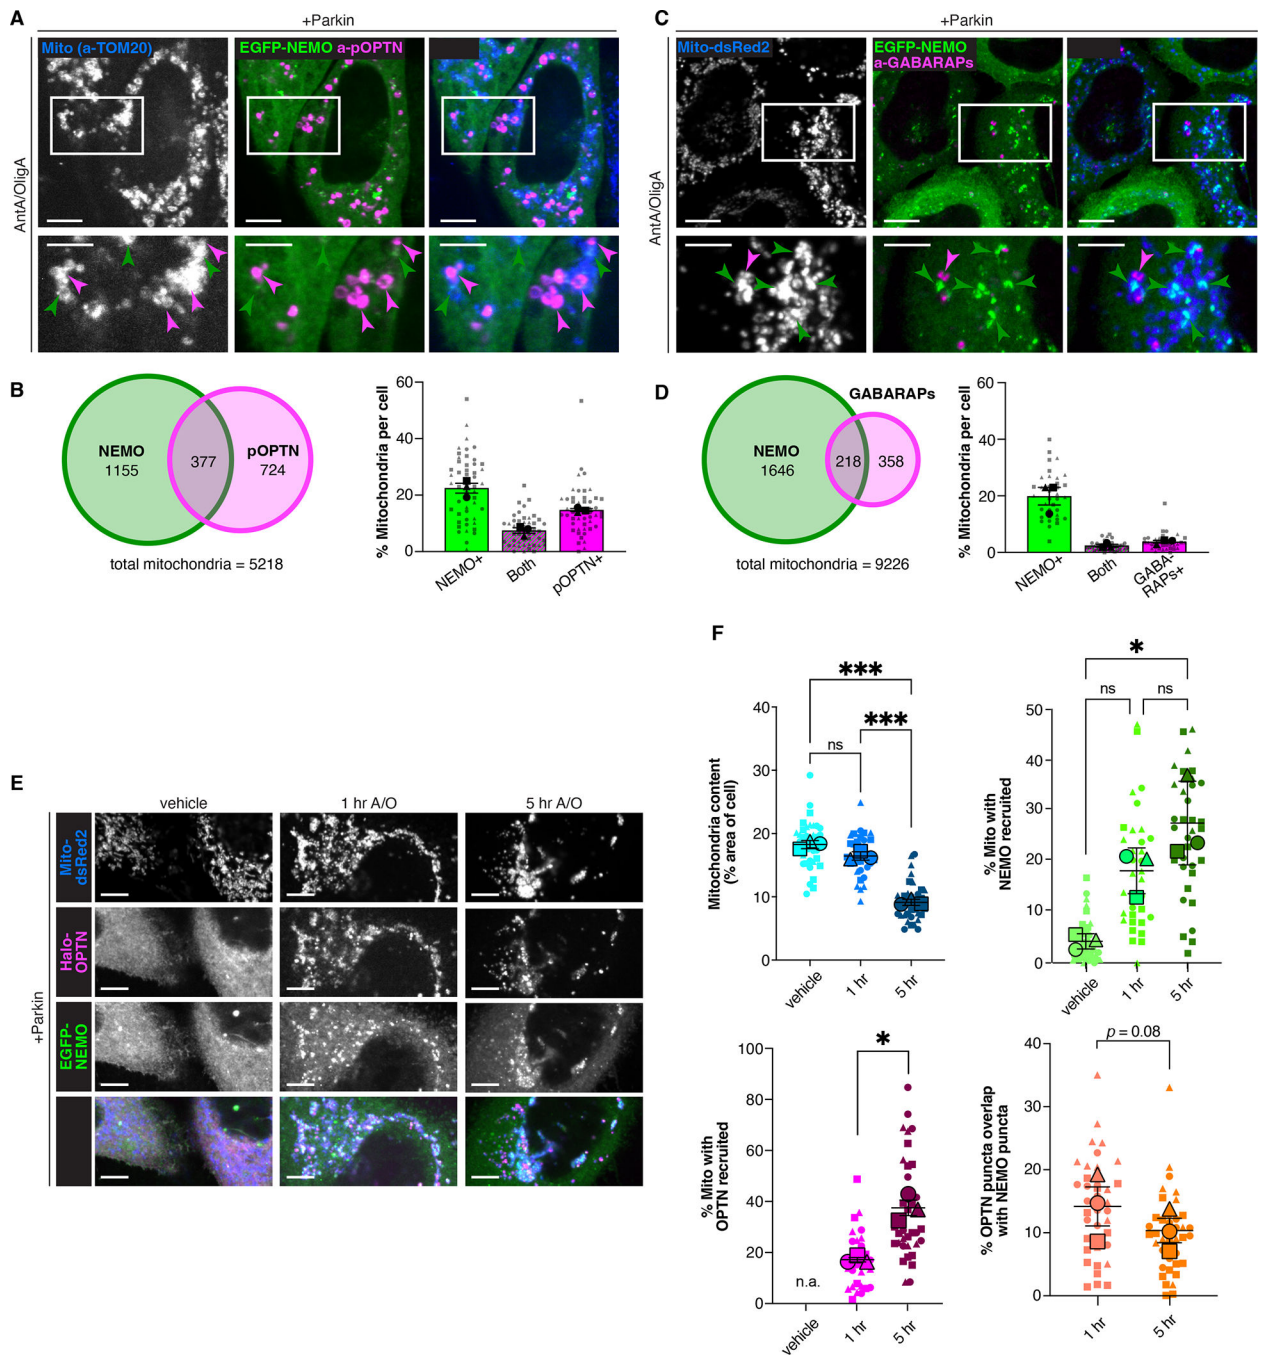 A
+Parkin
AntA/OligA
Mito (a-TOM20)
EGFP-NEMO a-pOPTN
C
+Parkin
AntA/OligA
Mito-dsRed2
EGFP-NEMO
a-GABARAPs
B
NEMO
1155
377
pOPTN
724
total mitochondria = 5218
% Mitochondria per cell
60
40
20
0
NEMO+
Both
pOPTN+
D
GABARAPs
NEMO
1646
218
358
total mitochondria = 9226
% Mitochondria per cell
60
40
20
0
NEMO+
Both
GABA-
RAPs+
E
vehicle
1 hr A/O
5 hr A/O
+Parkin
Mito-
dsRed2
Halo-
OPTN
EGFP-
NEMO
F
***
***
ns
Mitochondria content
(% area of cell)
40
30
20
10
0
vehicle
1 hr
5 hr
*
ns
ns
% Mito with
NEMO recruited
50
40
30
20
10
0
vehicle
1 hr
5 hr
*
% Mito with
OPTN recruited
100
80
60
40
20
0
n.a.
vehicle
1 hr
5 hr
p = 0.08
% OPTN puncta overlap
with NEMO puncta
40
30
20
10
0
1 hr
5 hr